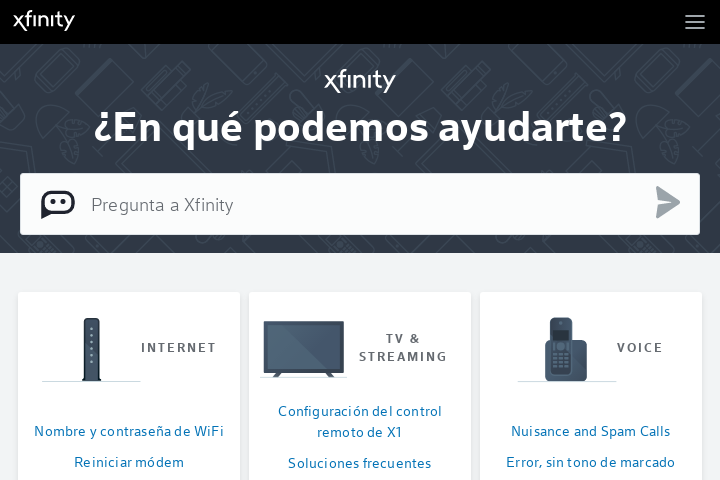 xfinity
xfinity
¿En qué podemos ayudarte?
Pregunta a Xfinity
INTERNET
Nombre y contraseña de WiFi
Reiniciar módem
TV &
STREAMING
Configuración del control
remoto de X1
Soluciones frecuentes
VOICE
Nuisance and Spam Calls
Error, sin tono de marcado